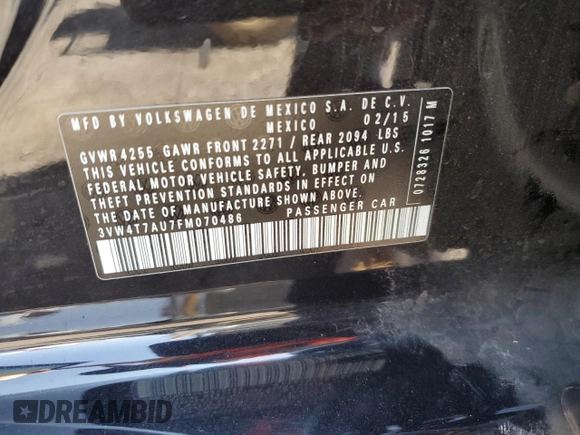 MFD BY VOLKSWAGEN DE MEXICO S.A. DE C.V.
MEXICO 02/15
GVWR 4255 GAWR FRONT 2271 / REAR 2094 LBS
THIS VEHICLE CONFORMS TO ALL APPLICABLE U.S.
FEDERAL MOTOR VEHICLE SAFETY, BUMPER AND
THEFT PREVENTION STANDARDS IN EFFECT ON
THE DATE OF MANUFACTURE SHOWN ABOVE.
3VW4T7AU7FM070486 PASSENGER CAR
0728326 1017 M
DREAMBID